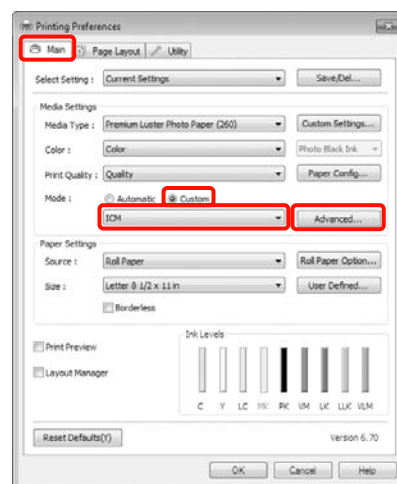 Printing Preferences
Main Page Layout Utility
Select Setting : Current Settings Save/Del...
Media Settings
Media Type : Premium Luster Photo Paper (260) Custom Settings...
Color : Color Photo Black Ink
Print Quality : Quality Paper Config...
Mode : Automatic Custom
ICM Advanced...
Paper Settings
Source : Roll Paper Roll Paper Option...
Size : Letter 8 1/2 x 11 in User Defined...
Borderless
Ink Levels
Print Preview
Layout Manager
C Y LC MK PK VM LK LLK VLM
Reset Defaults(Y) Version 6.70
OK Cancel Help